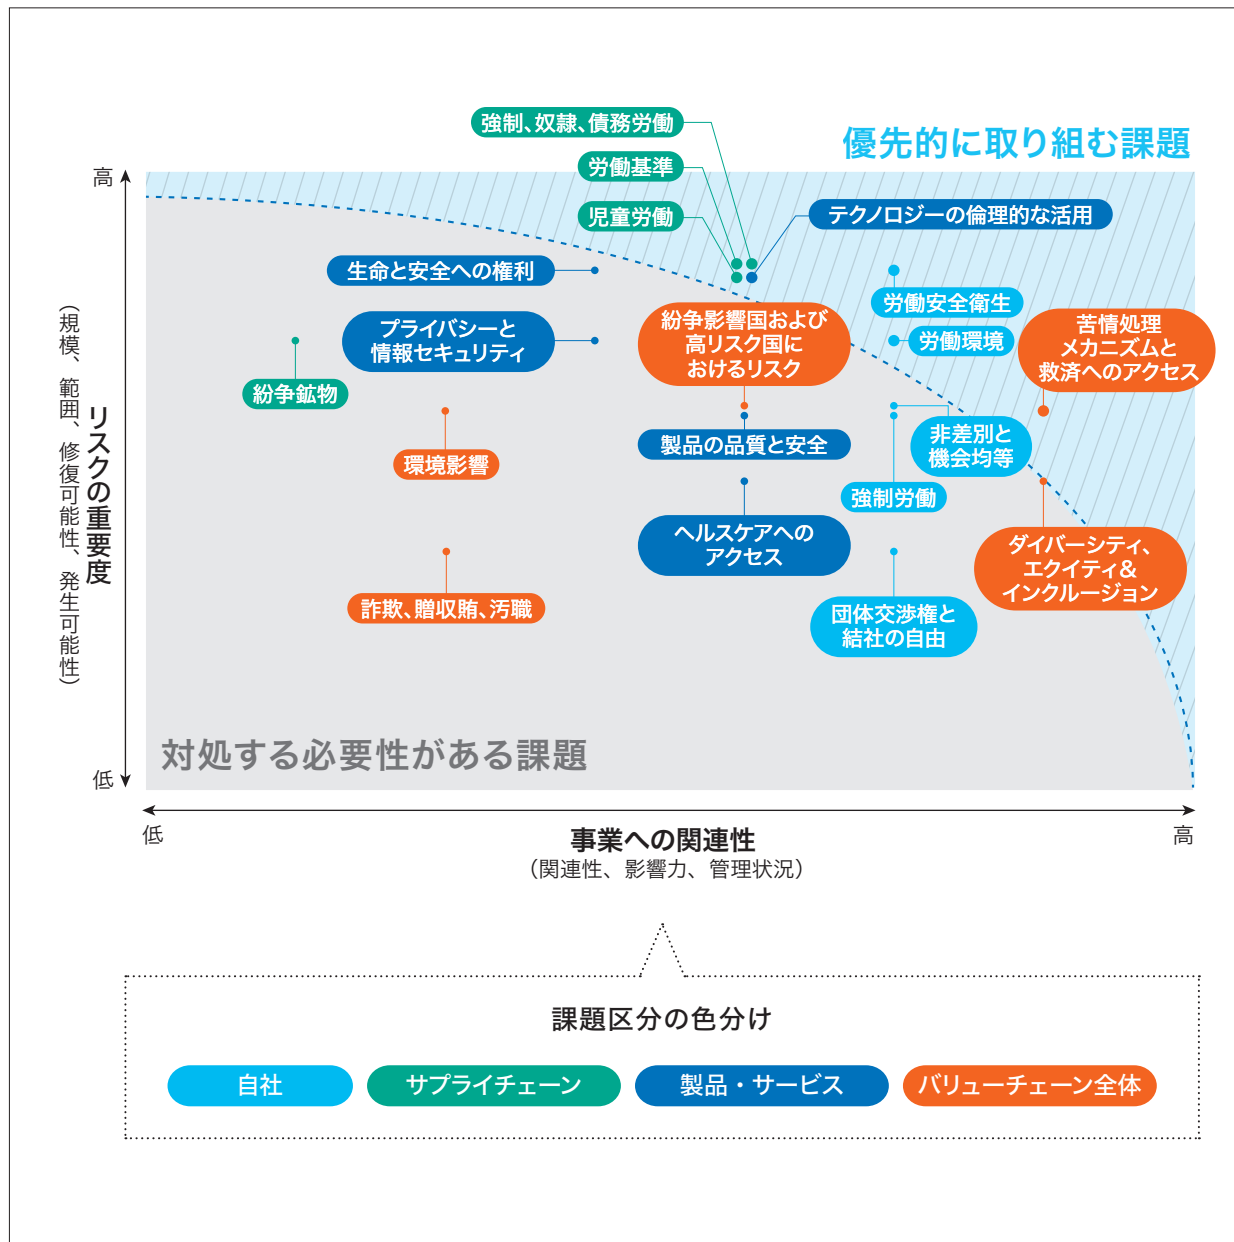 強制、奴隷、債務労働
優先的に取り組む課題
労働基準
高
児童労働
テクノロジーの倫理的な活用
生命と安全への権利
労働安全衛生
プライバシーと
情報セキュリティ
紛争影響国および
高リスク国に
おけるリスク
労働環境
苦情処理
メカニズムと
救済へのアクセス
紛争鉱物
リスクの重要度
（規模、範囲、修復可能性、発生可能性）
環境影響
製品の品質と安全
非差別と
機会均等
強制労働
ヘルスケアへの
アクセス
ダイバーシティ、
エクイティ&
インクルージョン
詐欺、贈収賄、汚職
団体交渉権と
結社の自由
対処する必要性がある課題
低
低
事業への関連性
高
（関連性、影響力、管理状況）
課題区分の色分け
自社
サプライチェーン
製品・サービス
バリューチェーン全体